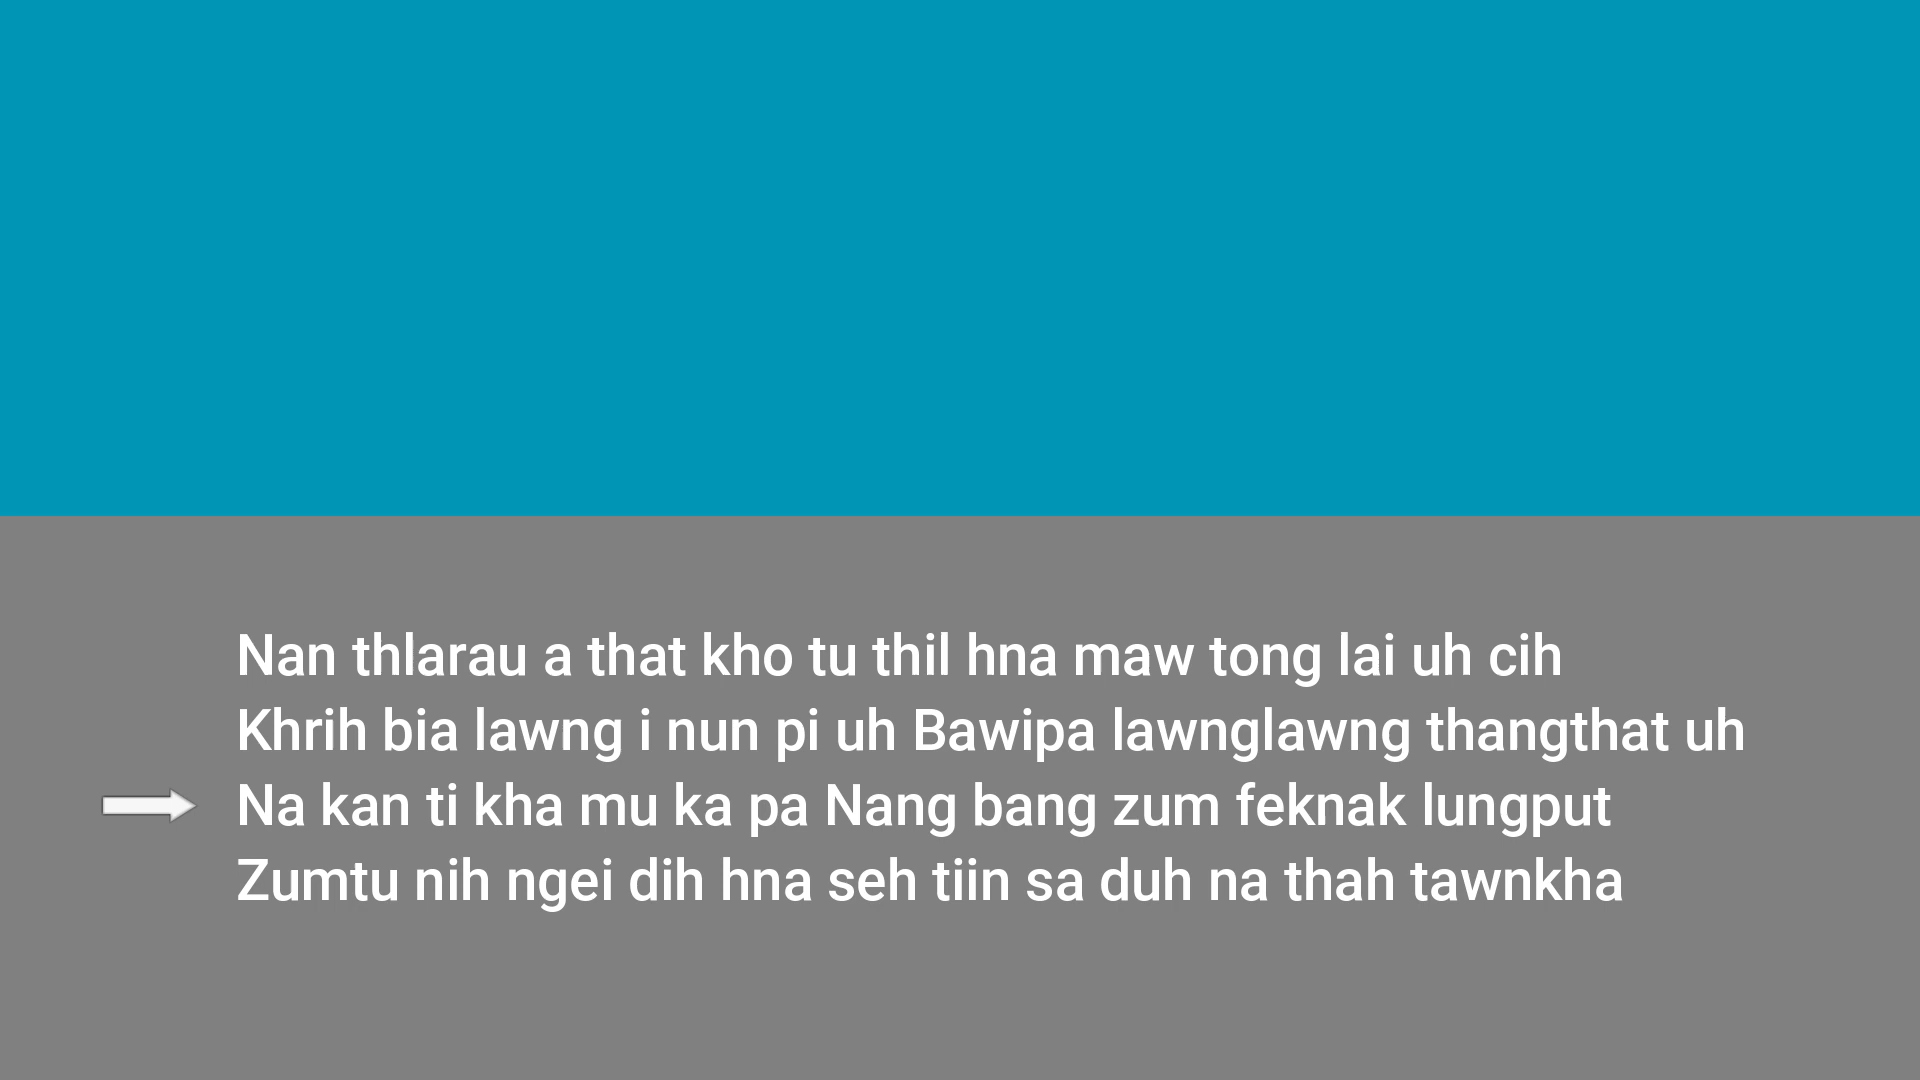 Nan thlarau a that kho tu thil hna maw tong lai uh cih
Khrih bia lawng i nun pi uh Bawipa lawnglawng thangthat uh
Na kan ti kha mu ka pa Nang bang zum feknak lungput
Zumtu nih ngei dih hna seh tiin sa duh na thah tawnkha